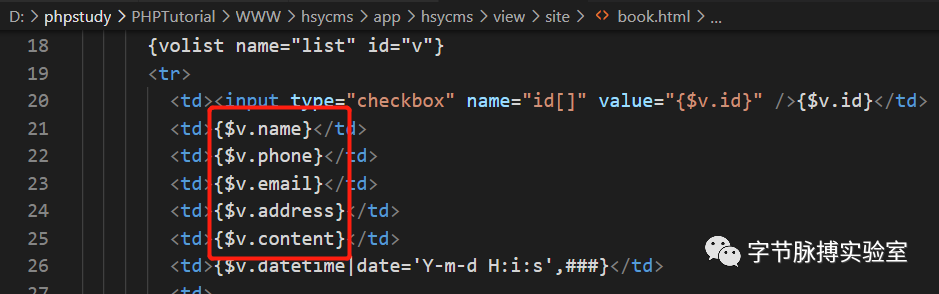 D: > phpstudy > PHPTutorial > WWW > hsycms > app > hsycms > view > site > <> book.html > ...
18 {volist name="list" id="v"}
19 <tr>
20 <td><input type="checkbox" name="id[]" value="{$v.id}" />{$v.id}</td>
21 <td>{$v.name}</td>
22 <td>{$v.phone}</td>
23 <td>{$v.email}</td>
24 <td>{$v.address}</td>
25 <td>{$v.content}</td>
26 <td>{$v.datetime|date='Y-m-d H:i:s',###}</td>
27 <td>
字节脉搏实验室